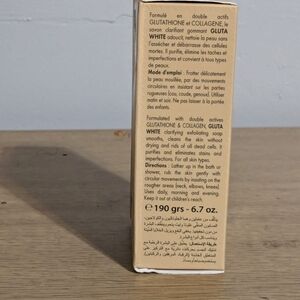 Formulé en double actifs
GLUTATHIONE et COLLAGENE, le
savon clarifiant gommant GLUTA
WHITE adoucit, nettoie la peau sans
l'assécher et débarrasse des cellules
mortes. Il purifie, élimine les taches et
imperfections et convient à tous types
de peaux.
Mode d'emploi : Frotter délicatement
la peau mouillée, par des mouvements
circulaires en insistant sur les parties
rugueuses (cou, coude, genoux). Utiliser
matin et soir. Ne pas laisser à la portée
des enfants.
Formulated with double actives
GLUTATHIONE & COLLAGEN, GLUTA
WHITE clarifying exfoliating soap
smooths, cleans the skin without
drying and rids of all dead cells. It
purifies and eliminates stains and
imperfections. For all skin types.
Directions : Lather up in the bath or
shower, rub the skin gently with
circular movements by insisting on the
rougher areas (neck, elbows, knees).
Uses daily, morning and evening.
Keep it out of children's reach.
℮ 190 grs - 6.7 oz.